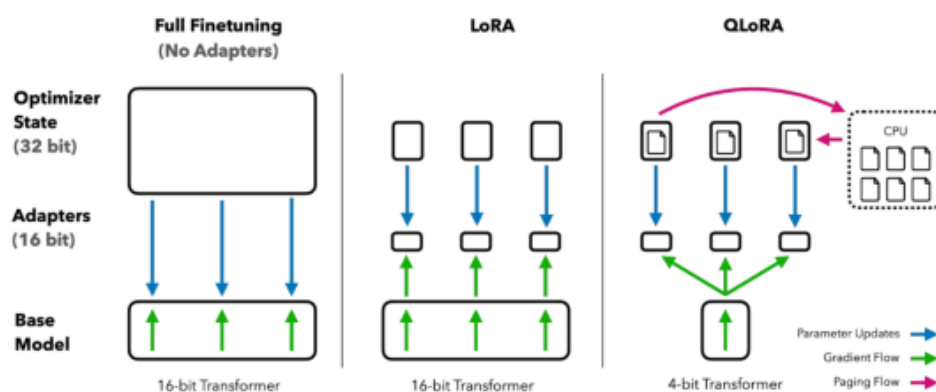 Full Finetuning
(No Adapters)
LoRA
QLoRA
Optimizer
State
(32 bit)
CPU
Adapters
(16 bit)
Base
Model
Parameter Updates
Gradient Flow
Paging Flow
16-bit Transformer
16-bit Transformer
4-bit Transformer